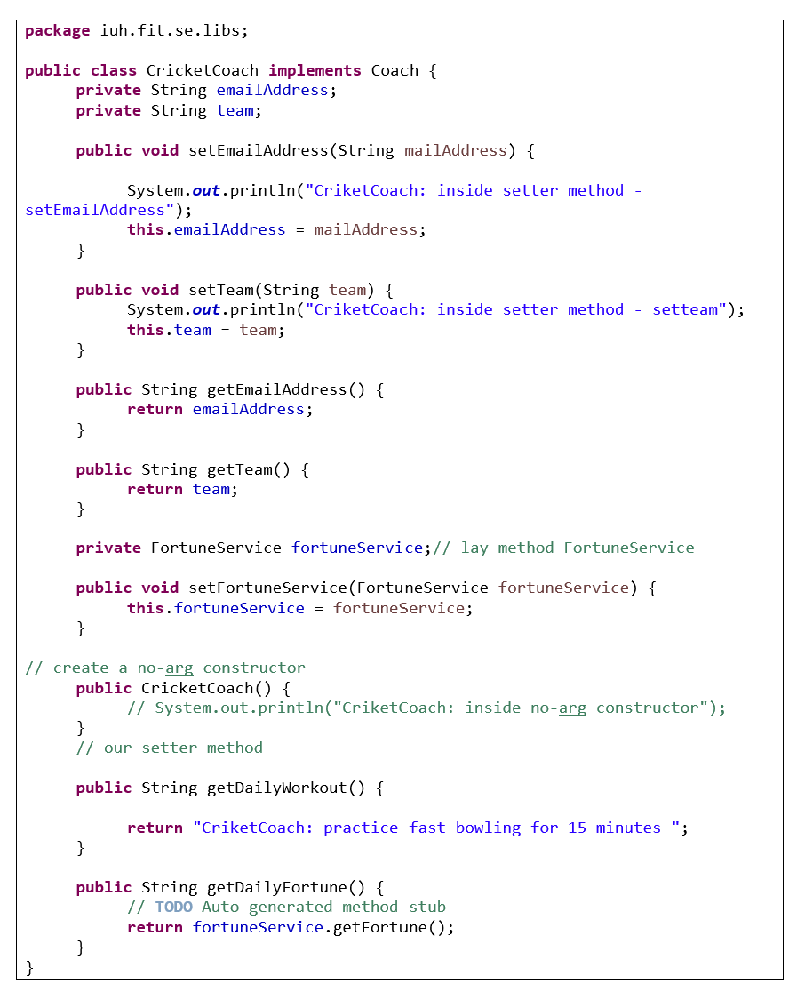 package iuh.fit.se.libs;
public class CricketCoach implements Coach {
private String emailAddress;
private String team;
public void setEmailAddress(String mailAddress) {
System.out.println("CriketCoach: inside setter method -
setEmailAddress");
this.emailAddress = mailAddress;
}
public void setTeam(String team) {
System.out.println("CriketCoach: inside setter method - setteam");
this.team = team;
}
public String getEmailAddress() {
return emailAddress;
}
public String getTeam() {
return team;
}
private FortuneService fortuneService;// lay method FortuneService
public void setFortuneService(FortuneService fortuneService) {
this.fortuneService = fortuneService;
}
// create a no-arg constructor
public CricketCoach() {
// System.out.println("CriketCoach: inside no-arg constructor");
}
// our setter method
public String getDailyWorkout() {
return "CriketCoach: practice fast bowling for 15 minutes ";
}
public String getDailyFortune() {
// TODO Auto-generated method stub
return fortuneService.getFortune();
}
}